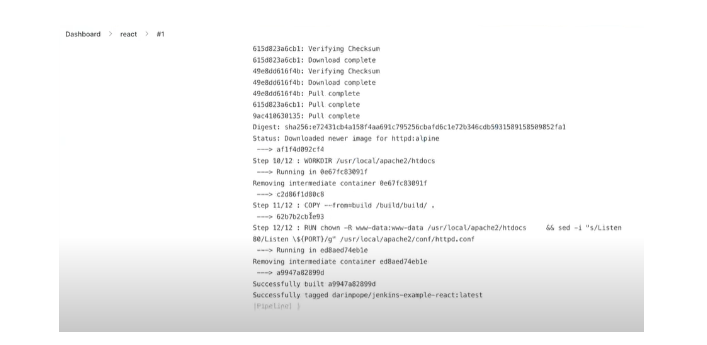 Dashboard > react > #1
615d823a6cb1: Verifying Checksum
615d823a6cb1: Download complete
49e8dd616f4b: Verifying Checksum
49e8dd616f4b: Download complete
49e8dd616f4b: Pull complete
615d823a6cb1: Pull complete
9ac410630135: Pull complete
Digest: sha256:e72431cb4a158f4aa691c795256cbafd6c1e72b346cdb5931589158509852fa1
Status: Downloaded newer image for httpd:alpine
---> af1f4d092cf4
Step 10/12 : WORKDIR /usr/local/apache2/htdocs
---> Running in 0e67fc83091f
Removing intermediate container 0e67fc83091f
---> c2d86f1d80c8
Step 11/12 : COPY --from=build /build/build/ .
---> 62b7b2cb1e93
Step 12/12 : RUN chown -R www-data:www-data /usr/local/apache2/htdocs && sed -i "s/Listen
80/Listen \${PORT}/g" /usr/local/apache2/conf/httpd.conf
---> Running in ed8aed74eb1e
Removing intermediate container ed8aed74eb1e
---> a9947a82899d
Successfully built a9947a82899d
Successfully tagged darinpope/jenkins-example-react:latest
[Pipeline] }